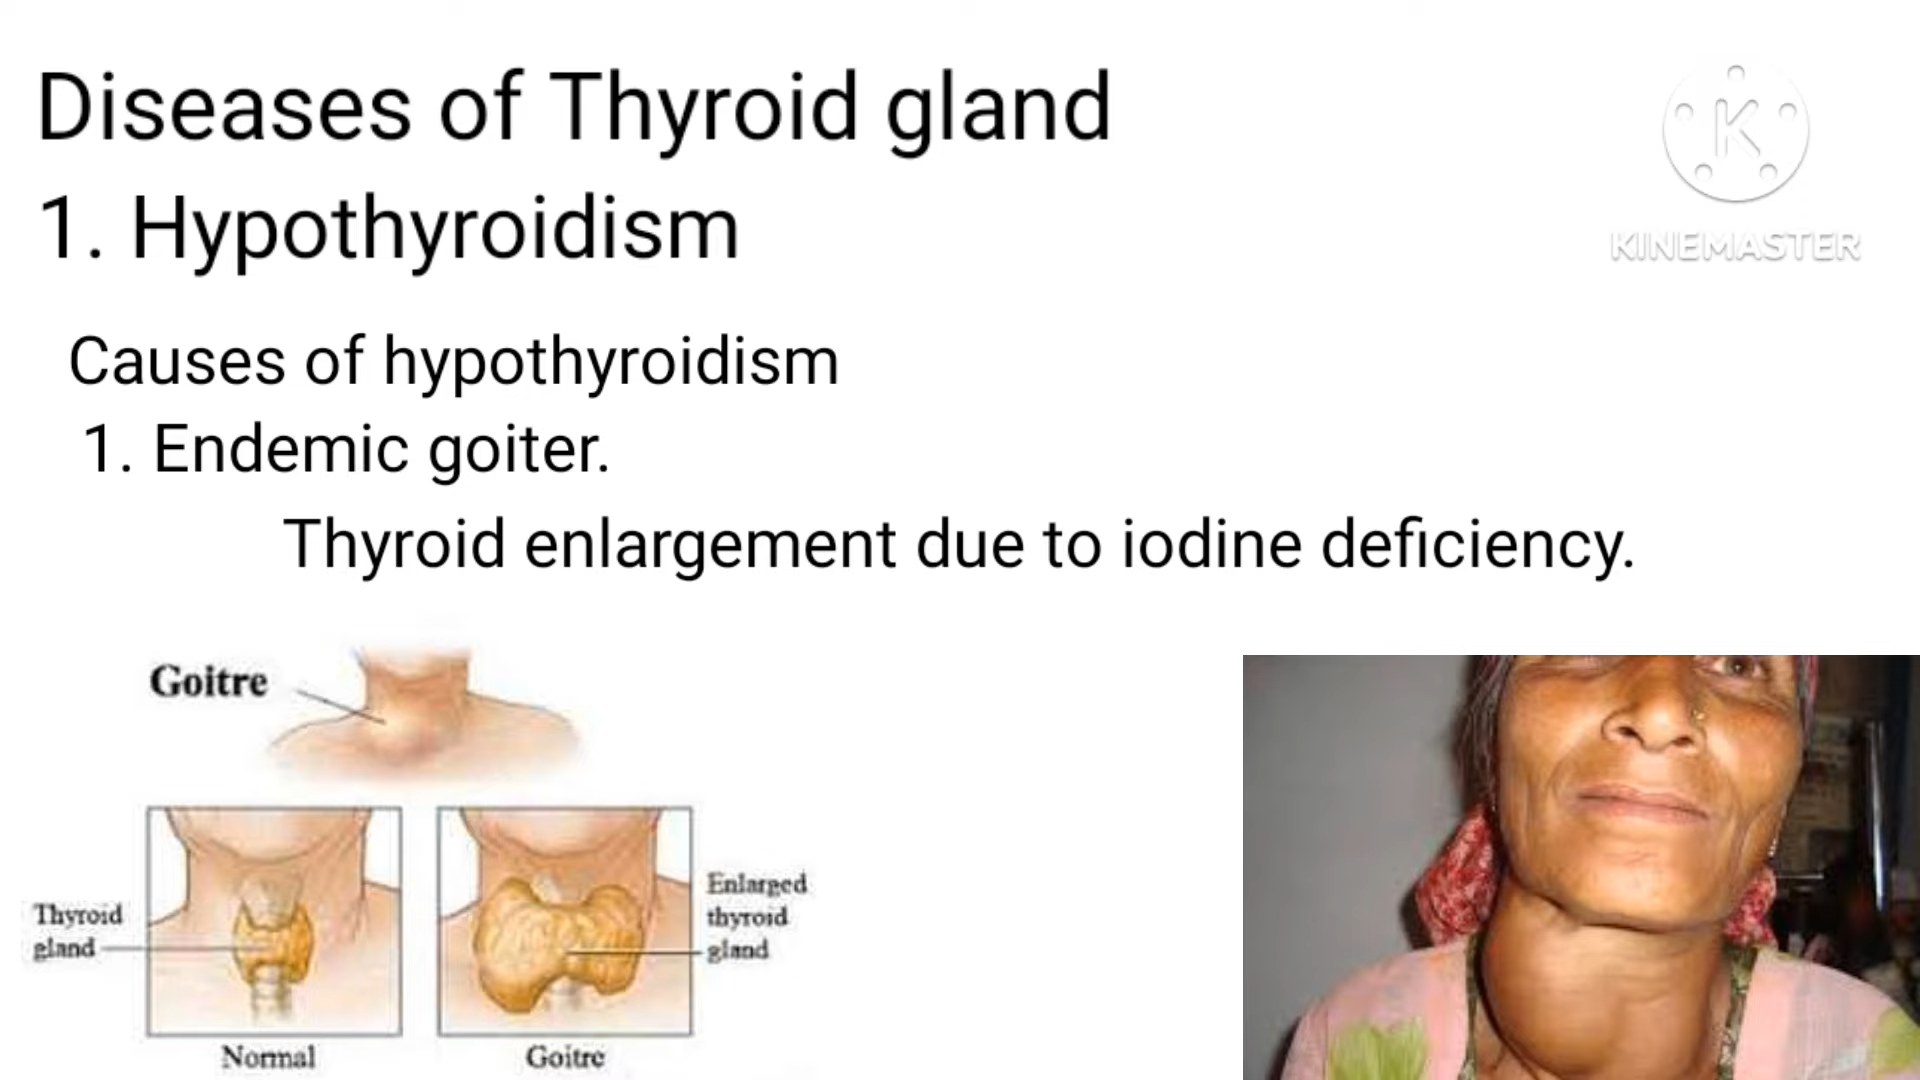 Diseases of Thyroid gland
1. Hypothyroidism
K
KINEMASTER
Causes of hypothyroidism
1. Endemic goiter.
Thyroid enlargement due to iodine deficiency.
Goitre
Thyroid
gland
Enlarged
thyroid
gland
Normal
Goitre